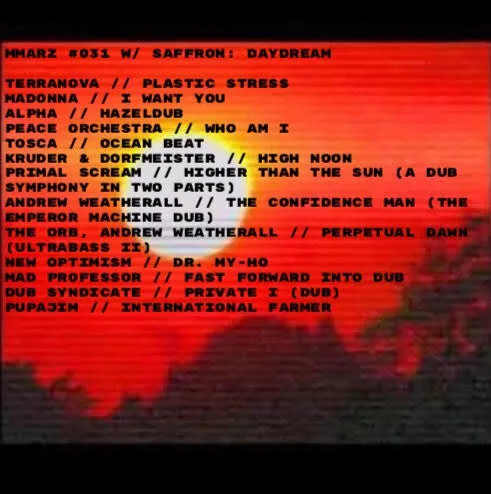 MMARZ #031 W/ SAFFRON: DAYDREAM
TERRANOVA // PLASTIC STRESS
MADONNA // I WANT YOU
ALPHA // HAZELDUB
PEACE ORCHESTRA // WHO AM I
TOSCA // OCEAN BEAT
KRUDER & DORFMEISTER // HIGH NOON
PRIMAL SCREAM // HIGHER THAN THE SUN (A DUB
SYMPHONY IN TWO PARTS)
ANDREW WEATHERALL // THE CONFIDENCE MAN (THE
EMPEROR MACHINE DUB)
THE ORB, ANDREW WEATHERALL // PERPETUAL DAWN
(ULTRABASS II)
NEW OPTIMISM // DR. MY-HO
MAD PROFESSOR // FAST FORWARD INTO DUB
DUB SYNDICATE // PRIVATE I (DUB)
PUPAJIM // INTERNATIONAL FARMER